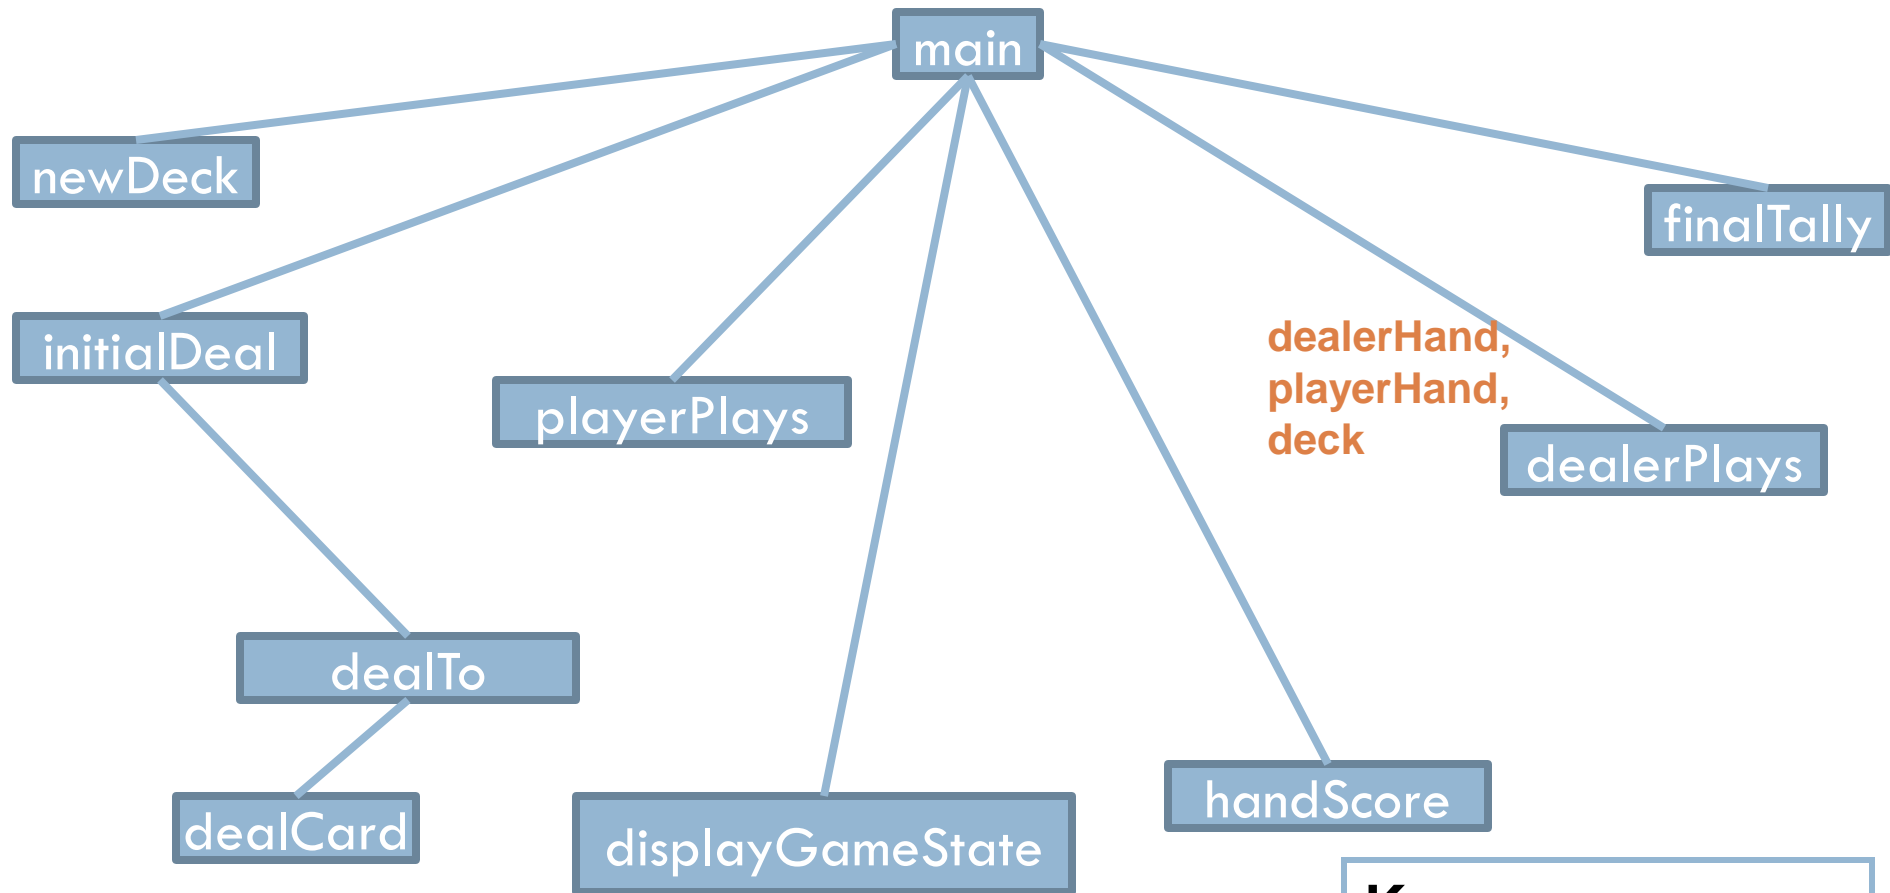 main
newDeck
finalTally
initialDeal
dealerHand,
playerHand,
deck
playerPlays
dealerPlays
dealTo
handScore
dealCard
displayGameState